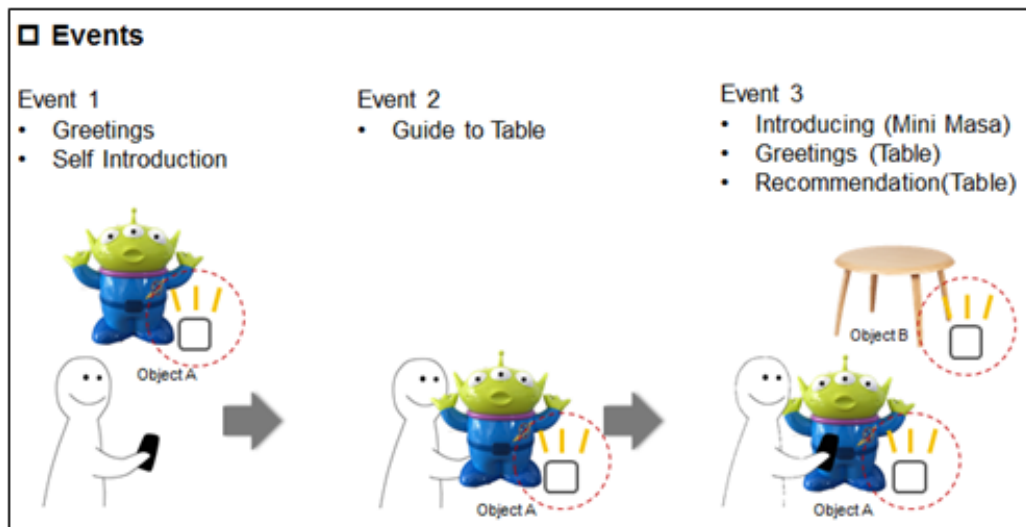 Events
Event 1
• Greetings
• Self Introduction
Event 2
• Guide to Table
Event 3
• Introducing (Mini Masa)
• Greetings (Table)
• Recommendation(Table)
Object A
Object A
Object B
Object A